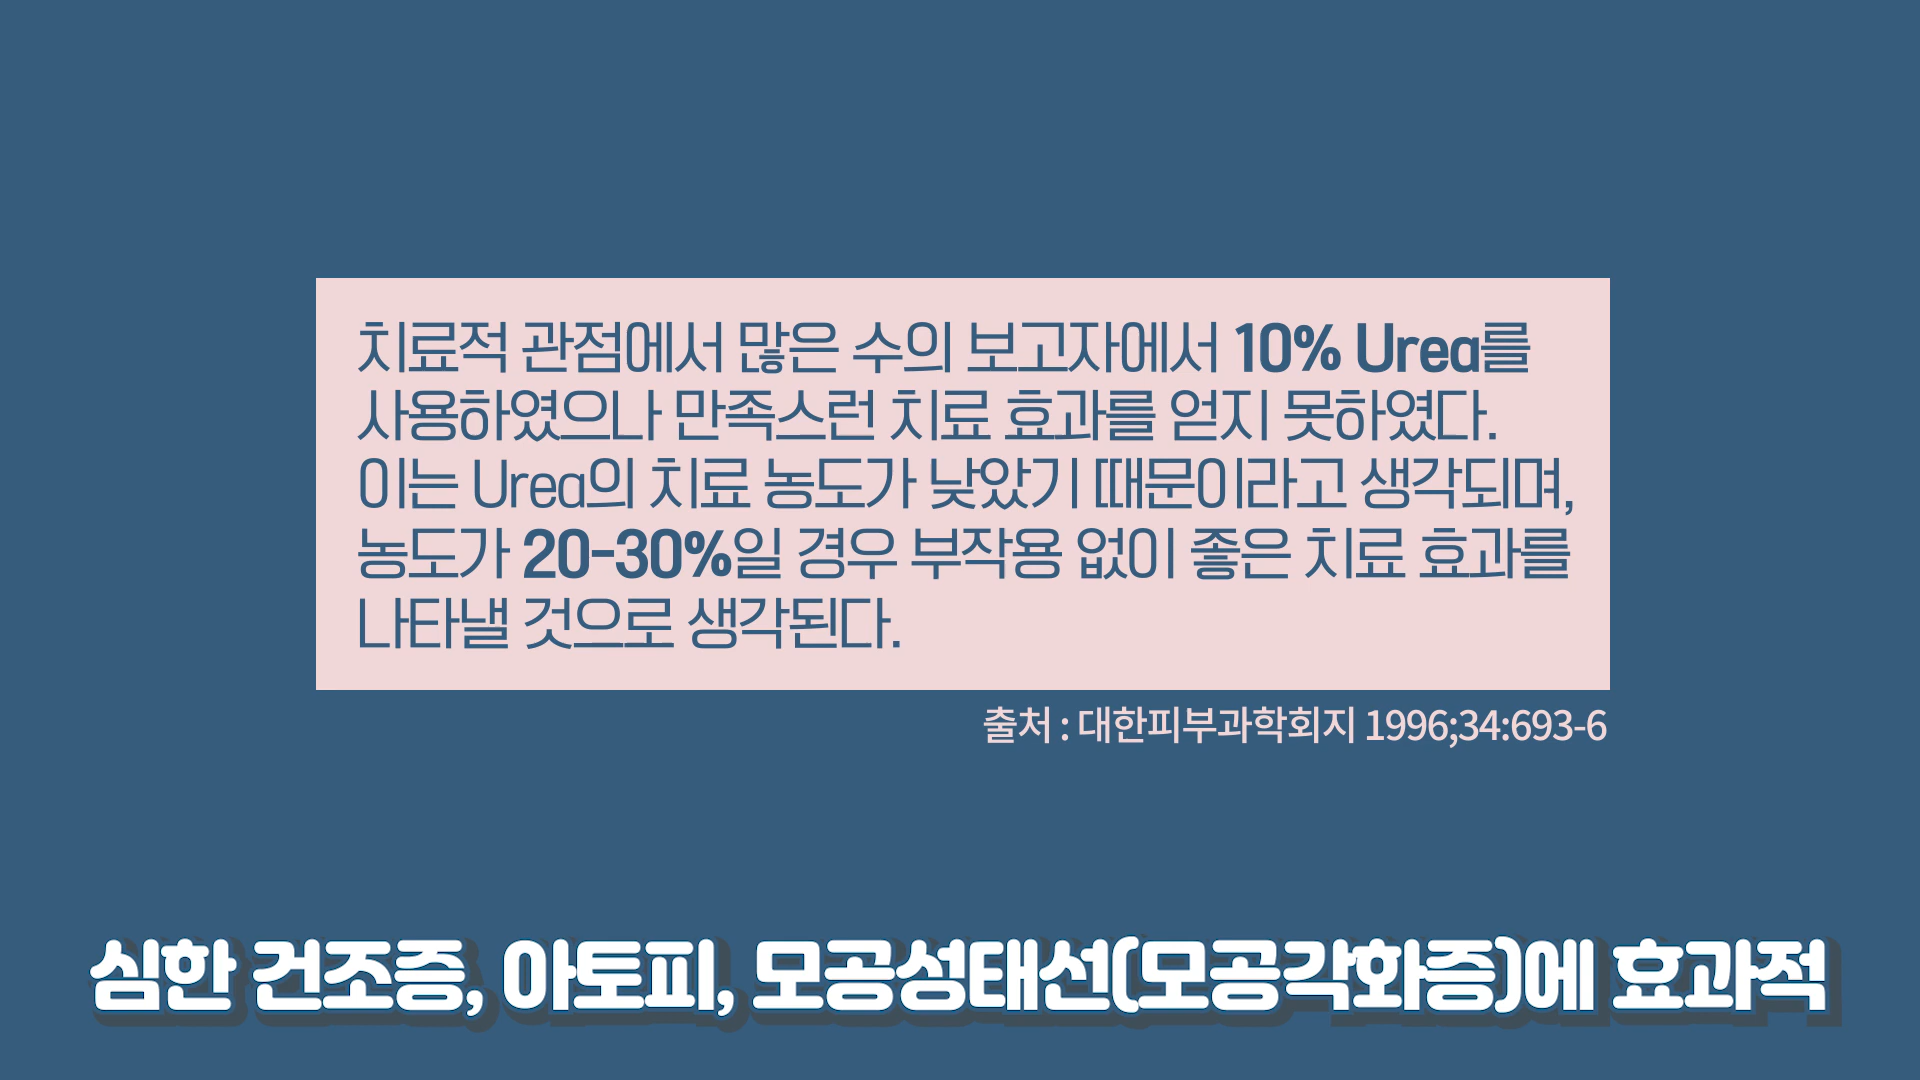 치료적 관점에서 많은 수의 보고자에서 10% Urea를
사용하였으나 만족스런 치료 효과를 얻지 못하였다.
이는 Urea의 치료 농도가 낮았기 때문이라고 생각되며,
농도가 20-30%일 경우 부작용 없이 좋은 치료 효과를
나타낼 것으로 생각된다.
출처 : 대한피부과학회지 1996;34:693-6
심한 건조증, 아토피, 모공성태선(모공각화증)에 효과적